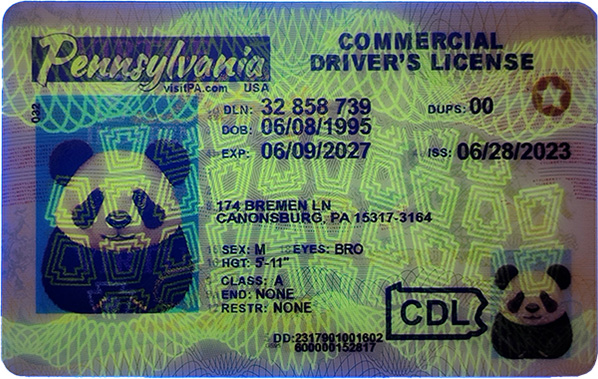 Pennsylvania
visitPA.com USA
COMMERCIAL
DRIVER'S LICENSE
032
DLN: 32 858 739
DUPS: 00
DOB: 06/08/1995
EXP: 06/09/2027
ISS: 06/28/2023
174 BREMEN LN
CANONSBURG, PA 15317-3164
SEX: M EYES: BRO
HGT: 5'-11"
CLASS: A
END: NONE
RESTR: NONE
CDL
DD:2317901001602
600000152817